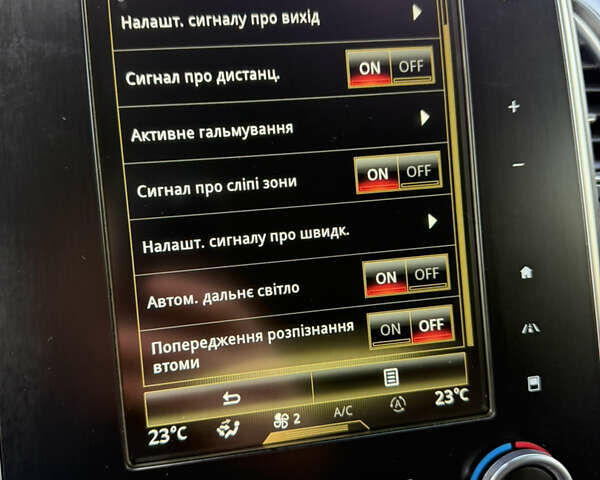 Налашт. сигналу про вихід
Сигнал про дистанц.
ON OFF
Активне гальмування
Сигнал про сліпі зони
ON OFF
Налашт. сигналу про швидк.
Автом. дальнє світло
ON OFF
Попередження розпізнання
втоми
ON OFF
23°C
2
A/C
A
23°C
+
−